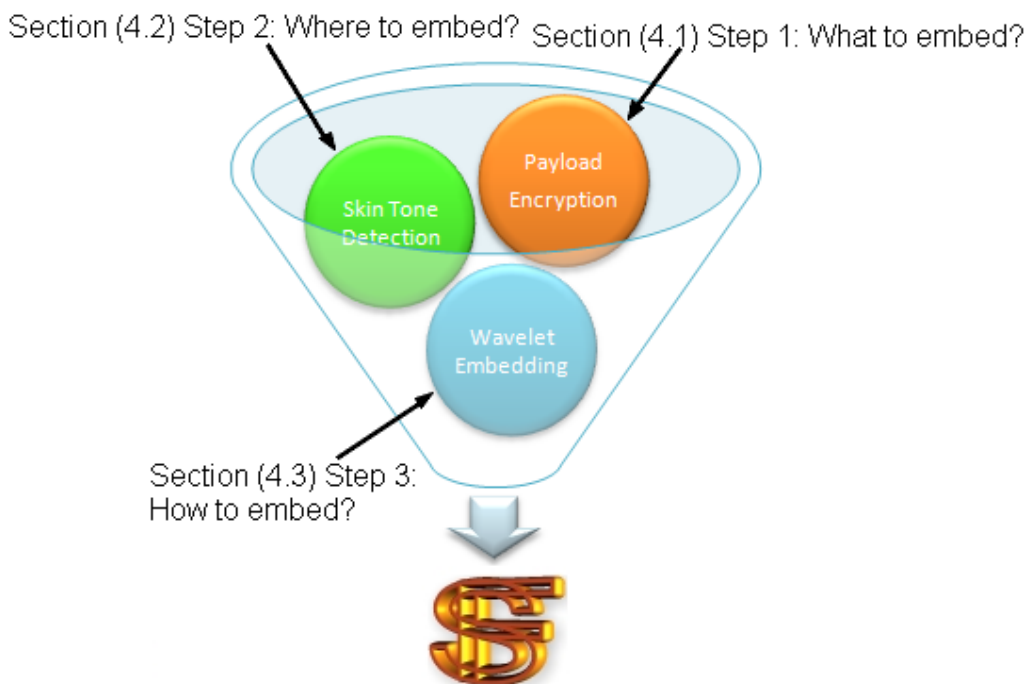 Section (4.2) Step 2: Where to embed?
Section (4.1) Step 1: What to embed?
Payload
Encryption
Skin Tone
Detection
Wavelet
Embedding
Section (4.3) Step 3:
How to embed?